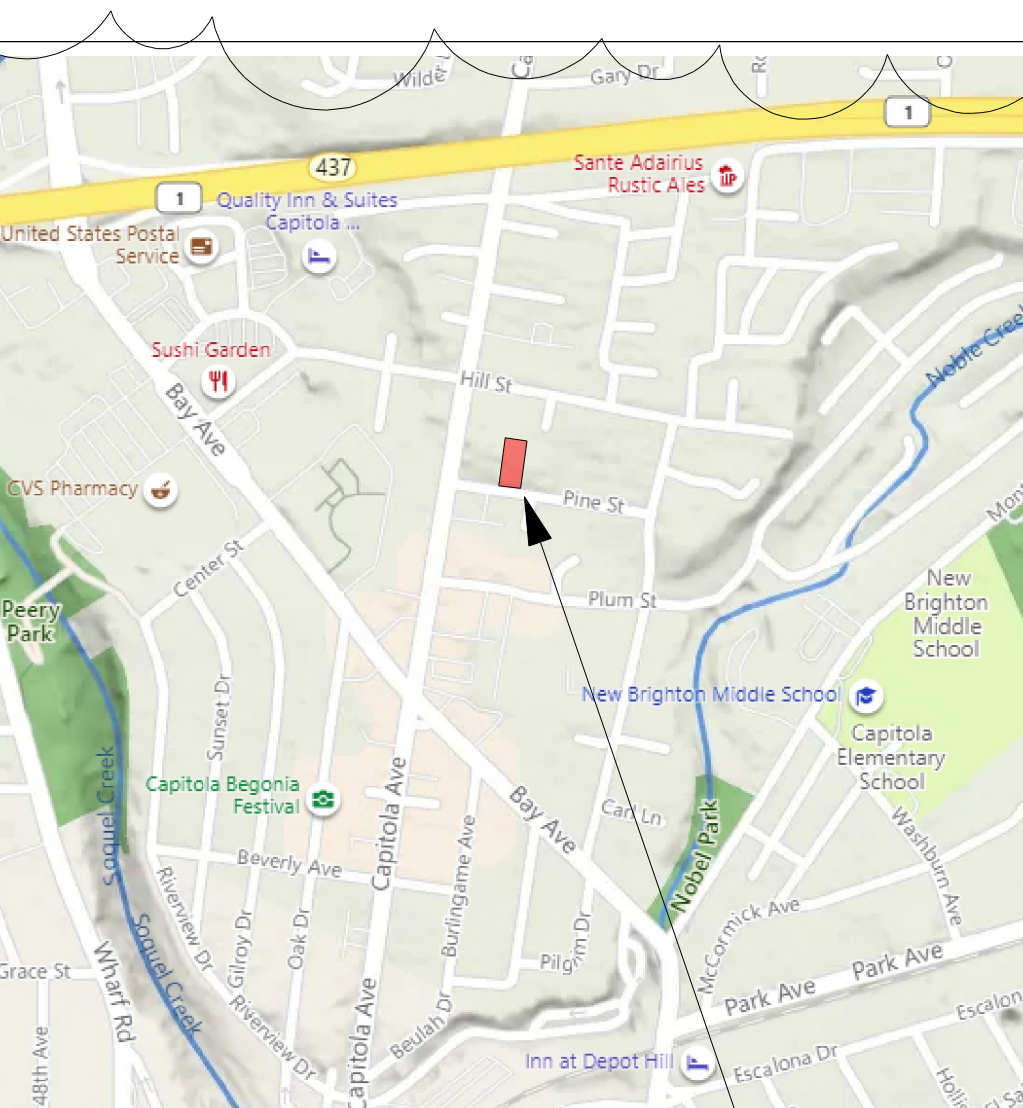 Wilder
Gary Dr
1
437
Sante Adairius
Rustic Ales
1
Quality Inn & Suites
Capitola ...
United States Postal
Service
Noble Creek
Sushi Garden
Hill St
Bay Ave
CVS Pharmacy
Pine St
Center St
Peery
Park
Plum St
New
Brighton
Middle
School
New Brighton Middle School
Sunset Dr
Capitola
Elementary
School
Soquel Creek
Capitola Begonia
Festival
Capitola Ave
Bay Ave
Carl Ln
Nobel Park
Washburn Ave
Beverly Ave
Burlingame Ave
Riverview Dr
Gilroy Dr
Oak Dr
Pilgrim Dr
McCormick Ave
Soquel Creek
Wharf Rd
Grace St
Pilg
Park Ave
Park Ave
Capitola Ave
Beulah Dr
Riverview Dr
Escalon
48th Ave
Inn at Depot Hill
Escalona Dr